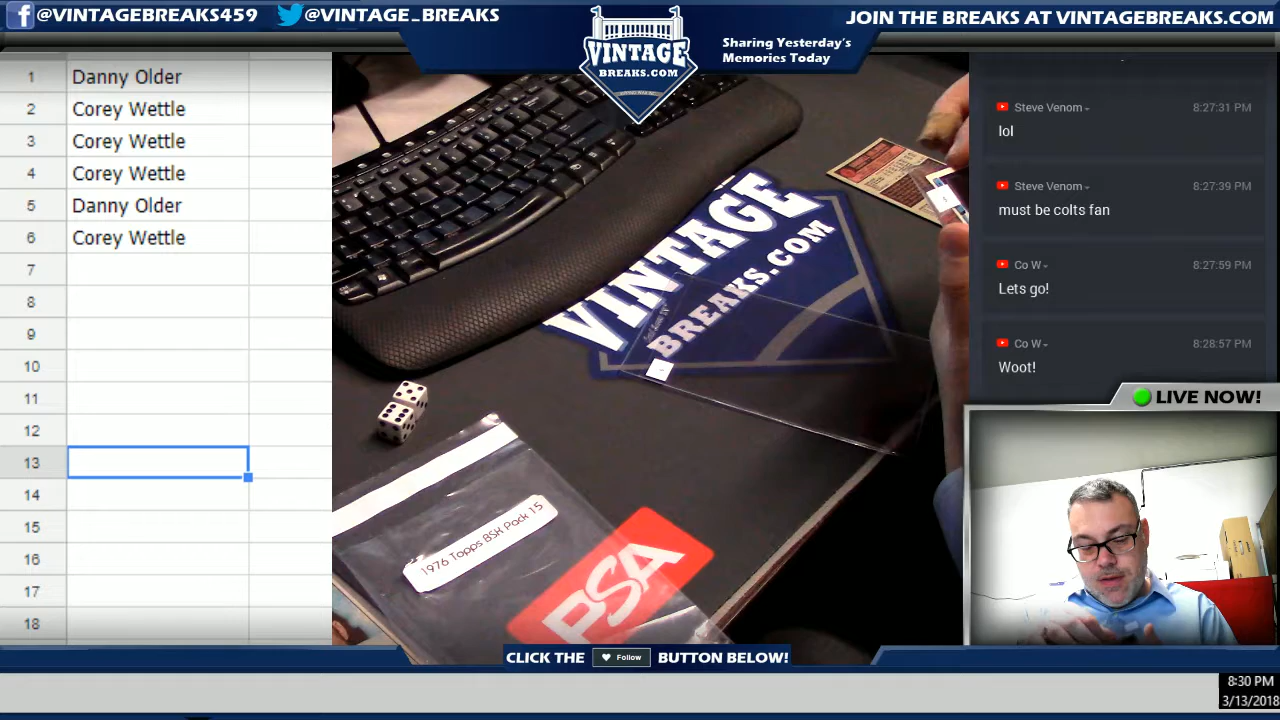 @VINTAGEBREAKS459
@VINTAGE_BREAKS
VINTAGE
BREAKS.COM
Sharing Yesterday's
Memories Today
JOIN THE BREAKS AT VINTAGEBREAKS.COM
1 Danny Older
2 Corey Wettle
3 Corey Wettle
4 Corey Wettle
5 Danny Older
6 Corey Wettle
7
8
9
10
11
12
13
14
15
16
17
18
VINTAGE
BREAKS.COM
1976 Topps BSK Pack 15
PSA
Steve Venom 8:27:31 PM
lol
Steve Venom 8:27:39 PM
must be colts fan
Co W 8:27:59 PM
Lets go!
Co W 8:28:57 PM
Woot!
LIVE NOW!
CLICK THE Follow BUTTON BELOW!
8:30 PM
3/13/2018